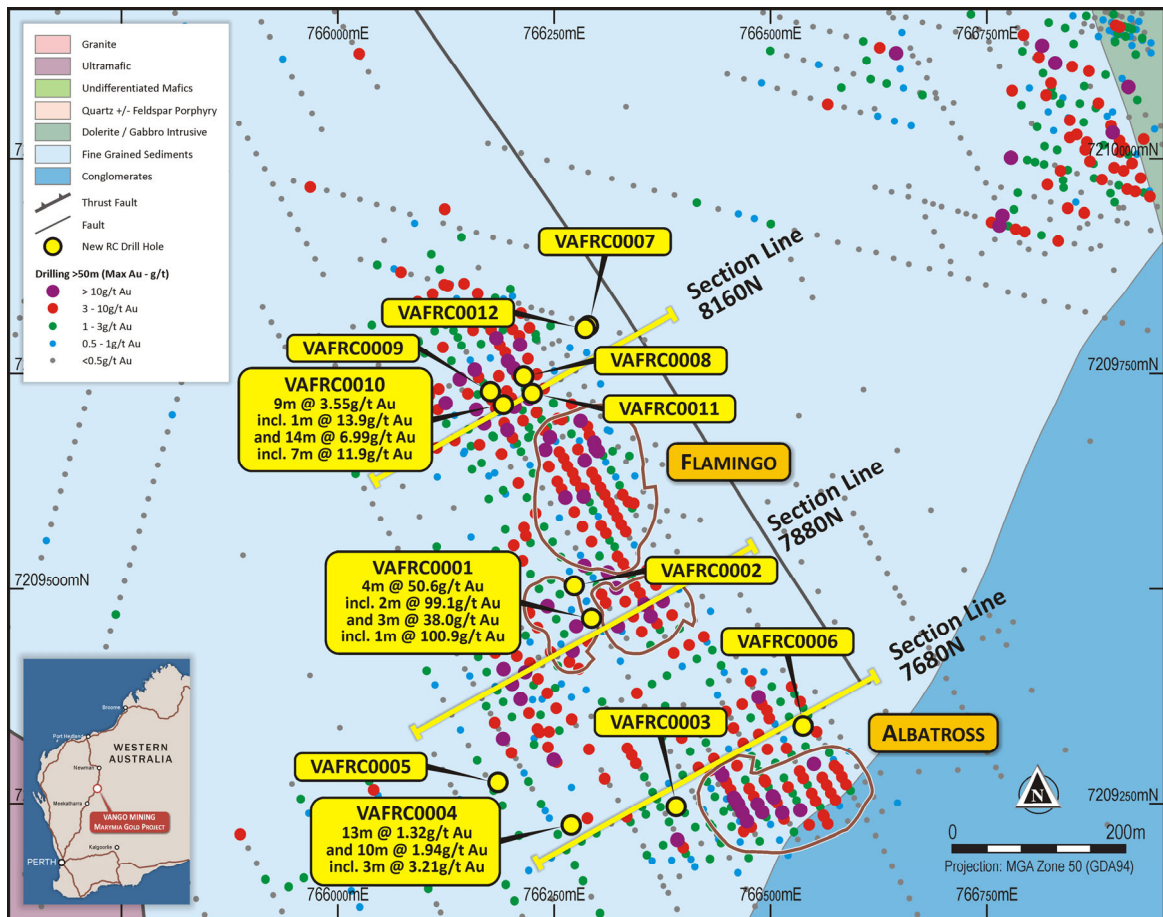 766000mE
766250mE
766500mE
766750mE
Granite
Ultramafic
Undifferentiated Mafics
Quartz +/- Feldspar Porphyry
Dolerite / Gabbro Intrusive
Fine Grained Sediments
Conglomerates
Thrust Fault
Fault
New RC Drill Hole
Drilling >50m (Max Au - g/t)
> 10g/t Au
3 - 10g/t Au
1 - 3g/t Au
0.5 - 1g/t Au
<0.5g/t Au
7210000mN
VAFRC0007
Section Line
8160N
VAFRC0012
VAFRC0009
VAFRC0008
7209750mN
VAFRC0010
9m @ 3.55g/t Au
incl. 1m @ 13.9g/t Au
and 14m @ 6.99g/t Au
incl. 7m @ 11.9g/t Au
VAFRC0011
FLAMINGO
Section Line
7880N
7209500mN
VAFRC0001
4m @ 50.6g/t Au
incl. 2m @ 99.1g/t Au
and 3m @ 38.0g/t Au
incl. 1m @ 100.9g/t Au
VAFRC0002
VAFRC0006
Section Line
7680N
VAFRC0003
ALBATROSS
VAFRC0005
VAFRC0004
13m @ 1.32g/t Au
and 10m @ 1.94g/t Au
incl. 3m @ 3.21g/t Au
72
7209250mN
N
0 200m
Projection: MGA Zone 50 (GDA94)
Broome
Port Hedland
WESTERN
AUSTRALIA
Newman
Meekatharra
VANGO MINING
MARYMIA GOLD PROJECT
Kalgoorlie
PERTH
766000mE
766250mE
766500mE
766750mE